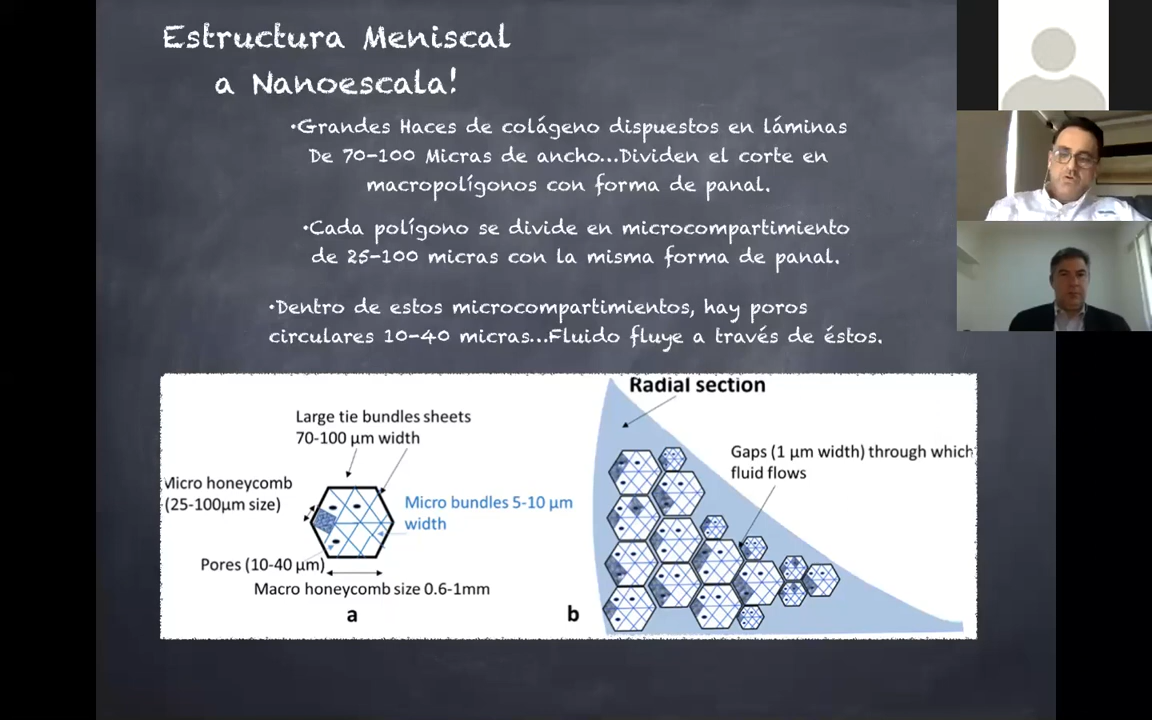 Estructura Meniscal
a Nanoescala!
•Grandes Haces de colágeno dispuestos en láminas
De 70-100 Micras de ancho...Dividen el corte en
macropolígonos con forma de panal.
•Cada polígono se divide en microcompartimiento
de 25-100 micras con la misma forma de panal.
•Dentro de estos microcompartimientos, hay poros
circulares 10-40 micras...Fluido fluye a través de éstos.
Large tie bundles sheets
70-100 µm width
Micro honeycomb
(25-100µm size)
Micro bundles 5-10 µm
width
Pores (10-40 µm)
Macro honeycomb size 0.6-1mm
a
Radial section
Gaps (1 µm width) through which
fluid flows
b